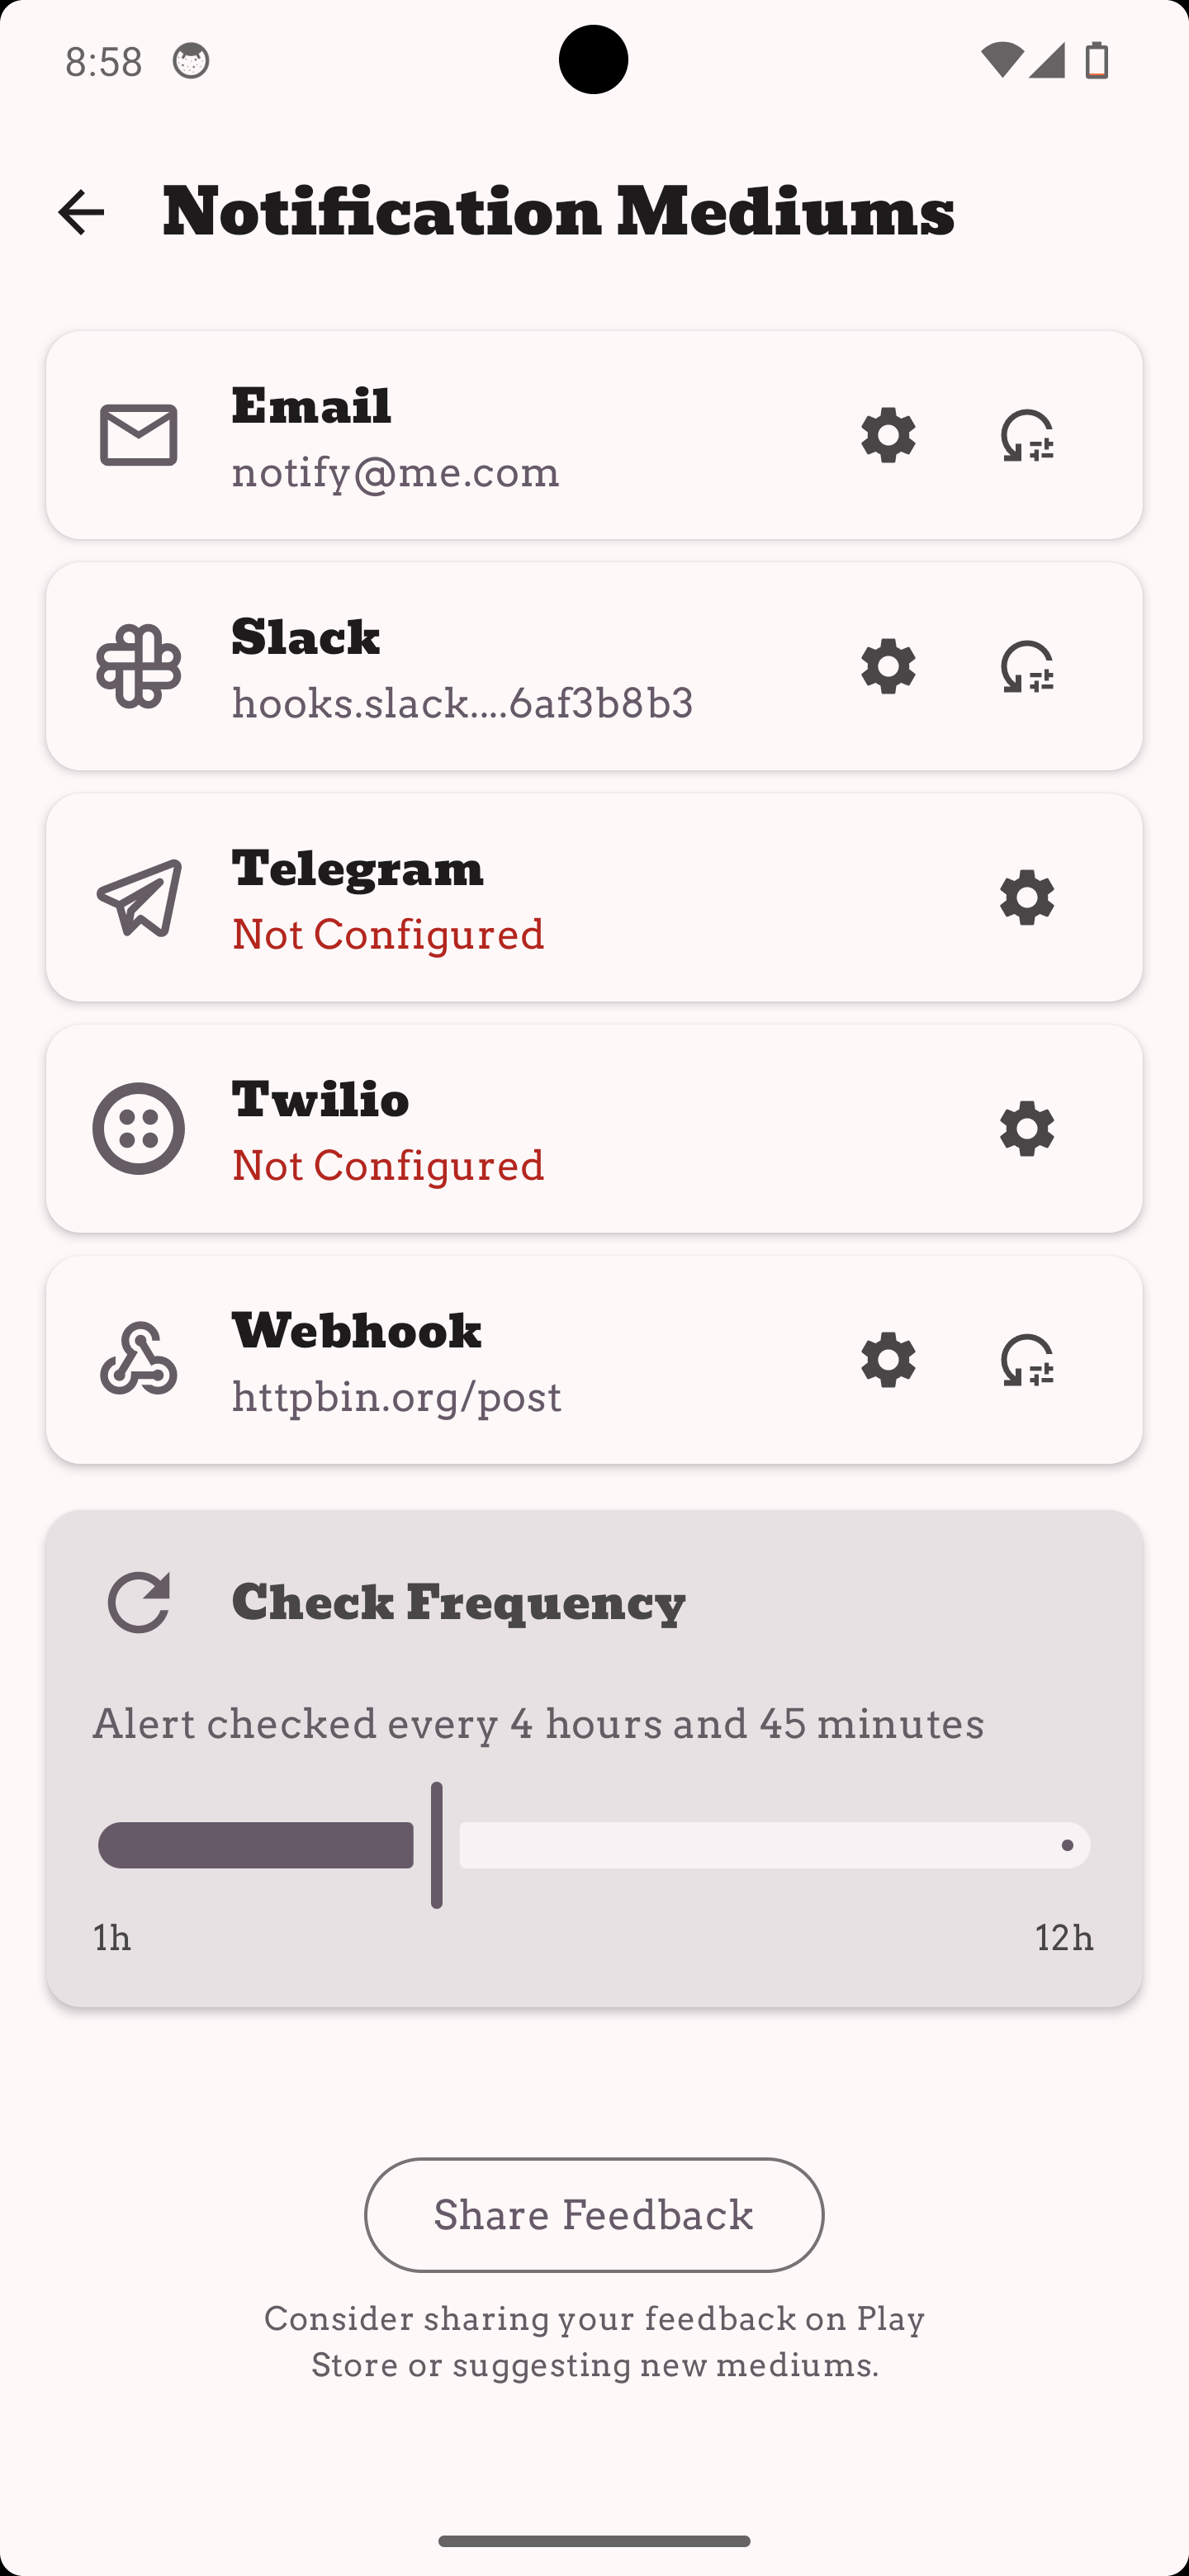 8:58
Notification Mediums
Email
notify@me.com
Slack
hooks.slack....6af3b8b3
Telegram
Not Configured
Twilio
Not Configured
Webhook
httpbin.org/post
Check Frequency
Alert checked every 4 hours and 45 minutes
1h
12h
Share Feedback
Consider sharing your feedback on Play
Store or suggesting new mediums.